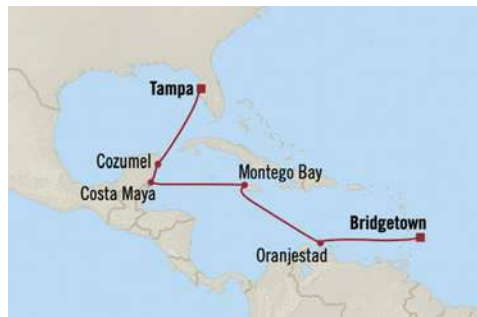 Tampa
Cozumel
Costa Maya
Montego Bay
Bridgetown
Oranjestad